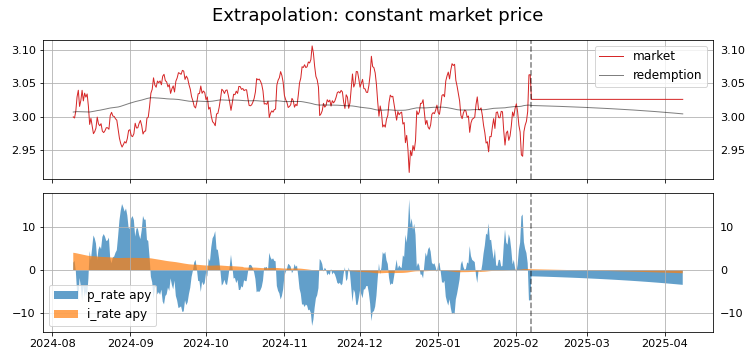 Extrapolation: constant market price
3.10 3.10
market
redemption
3.05 3.05
3.00 3.00
2.95 2.95
10 10
0 0
p_rate apy
i_rate apy
−10 −10
2024-08 2024-09 2024-10 2024-11 2024-12 2025-01 2025-02 2025-03 2025-04